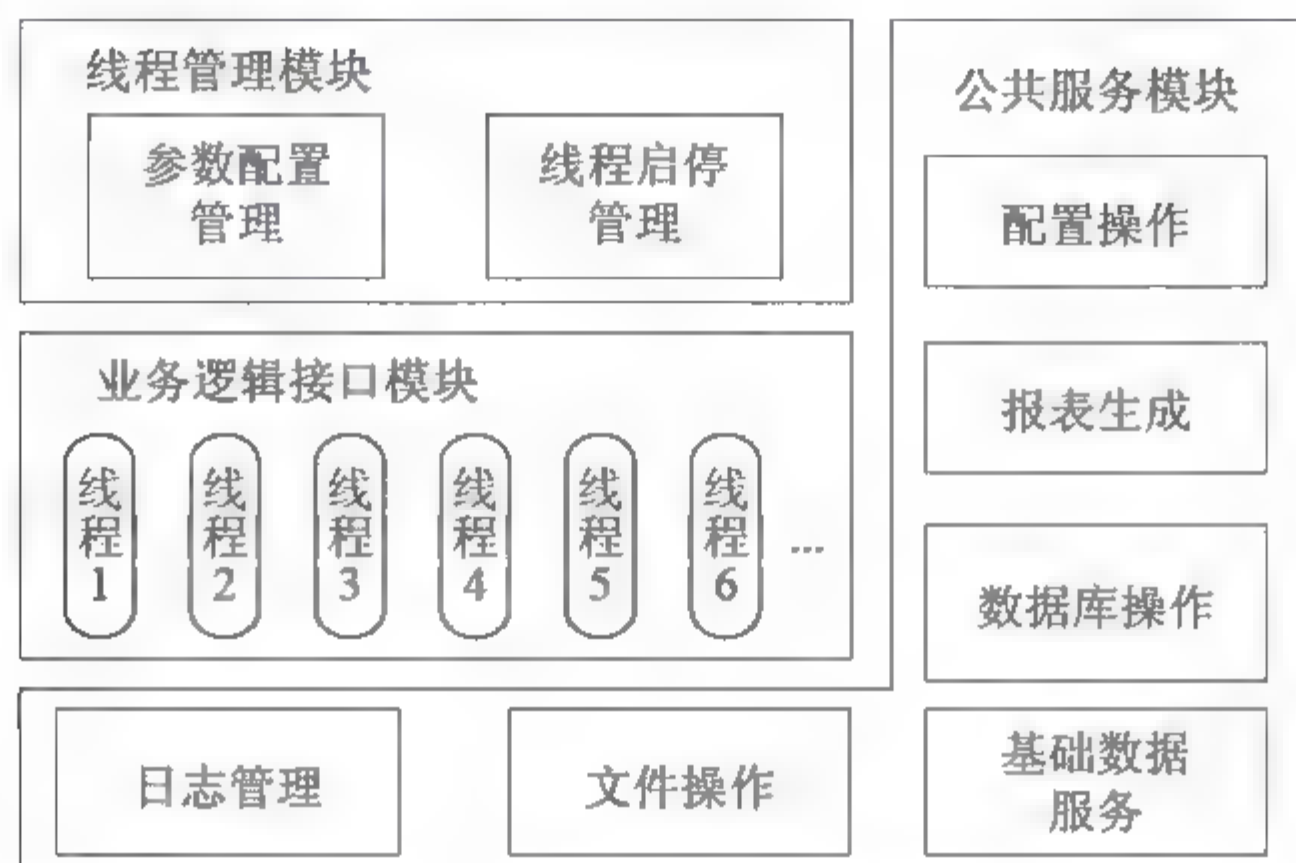 线程管理模块
参数配置
管理
线程启停
管理
业务逻辑接口模块
线
程
1
线
程
2
线
程
3
线
程
4
线
程
5
线
程
6
...
公共服务模块
配置操作
报表生成
数据库操作
日志管理
文件操作
基础数据
服务